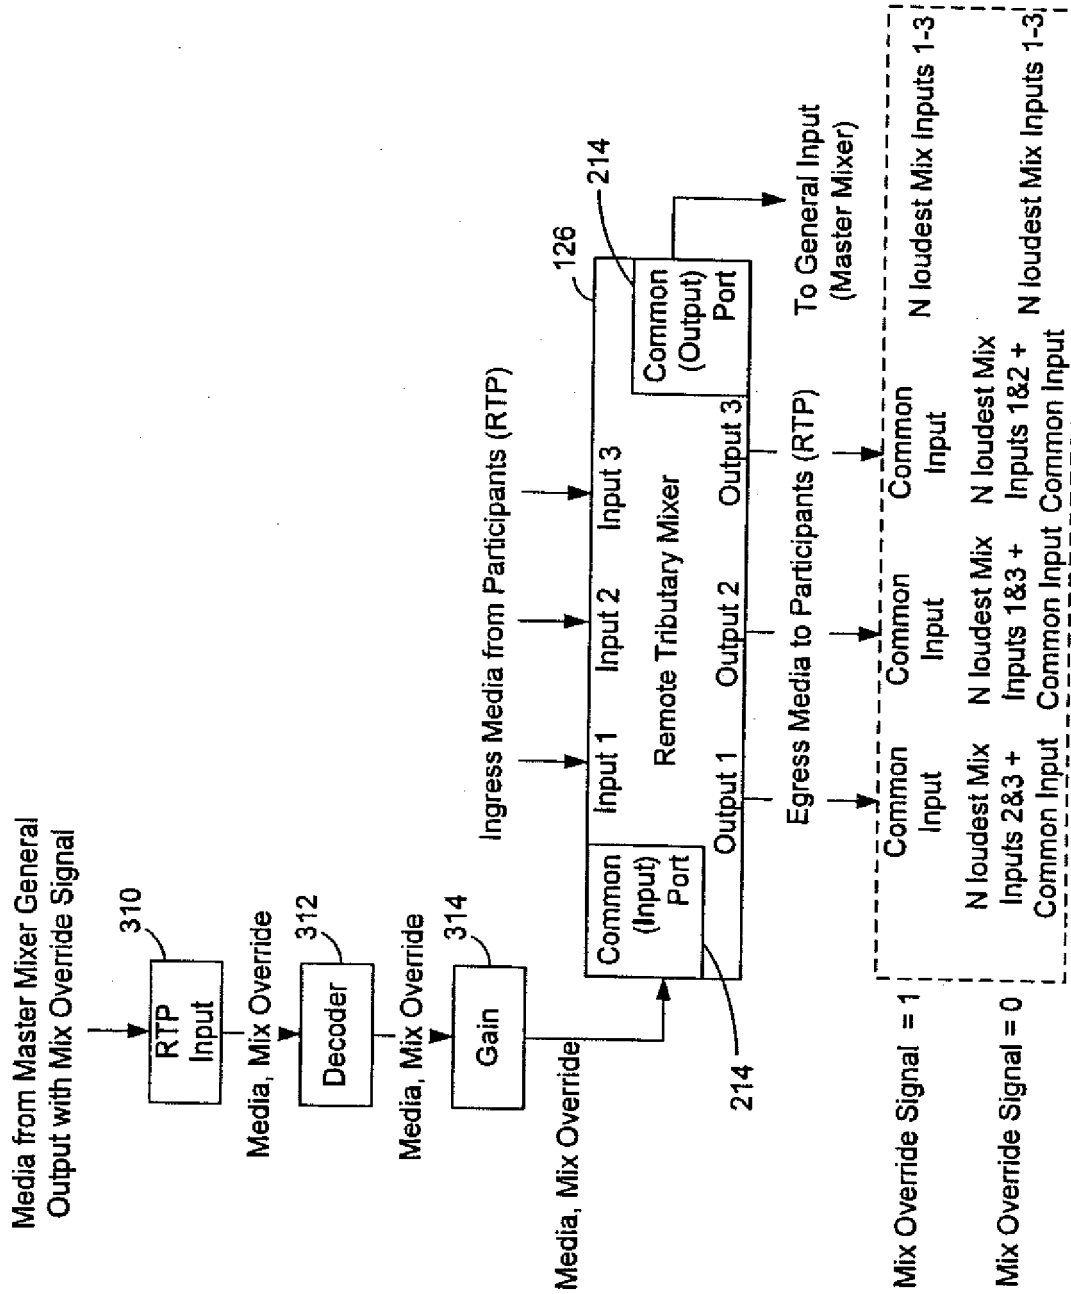 Media from Master Mixer General
Output with Mix Override Signal
310
RTP
Input
Media, Mix Override
312
Decoder
Media, Mix Override
314
Gain
Media, Mix Override
Ingress Media from Participants (RTP)
126
214
Common
(Input)
Port
Input 1
Input 2
Input 3
Remote Tributary Mixer
Common
(Output)
Port
214
Output 1
Output 2
Output 3
To General Input
(Master Mixer)
Egress Media to Participants (RTP)
Mix Override Signal = 1
Common
Input
Common
Input
Common
Input
N loudest Mix Inputs 1-3
Mix Override Signal = 0
N loudest Mix
Inputs 2&3 +
Common Input
N loudest Mix
Inputs 1&3 +
Common Input
N loudest Mix
Inputs 1&2 +
Common Input
N loudest Mix Inputs 1-3